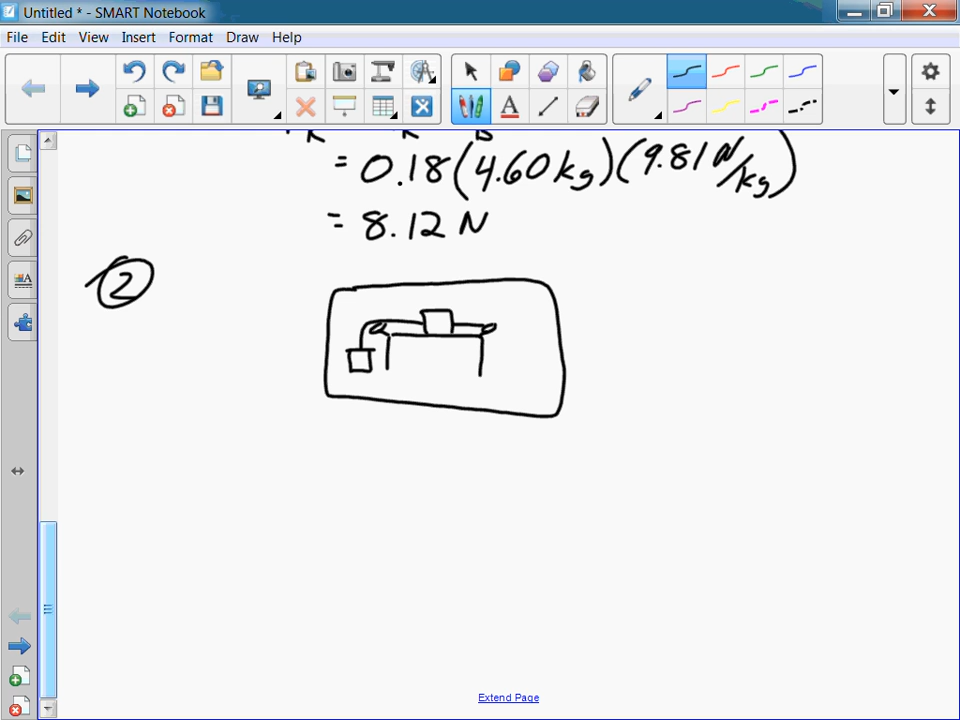 Untitled * - SMART Notebook
File Edit View Insert Format Draw Help
= 0.18(4.60 kg)(9.81 N/kg)
= 8.12 N
2
Extend Page